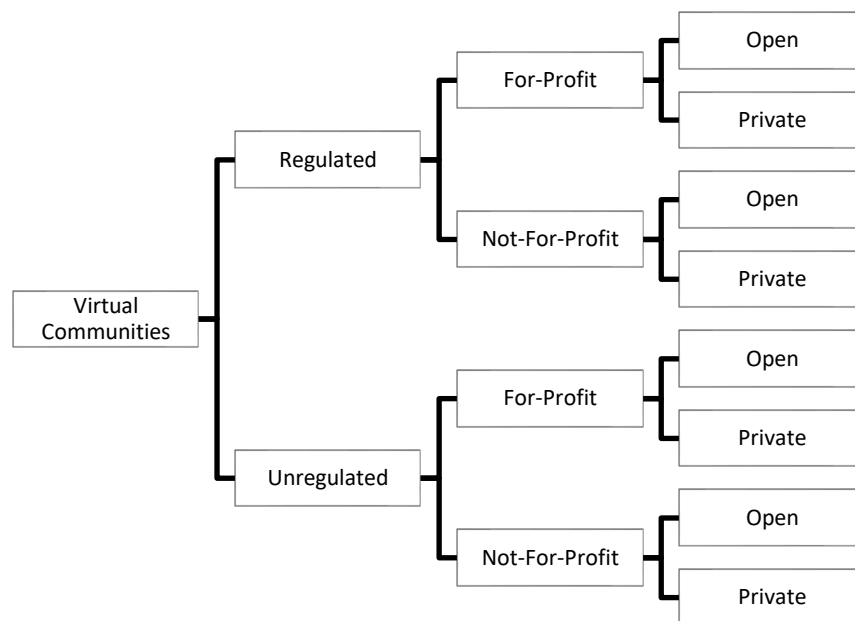 Open
For-Profit
Private
Regulated
Open
Not-For-Profit
Private
Virtual
Communities
Open
For-Profit
Private
Unregulated
Open
Not-For-Profit
Private